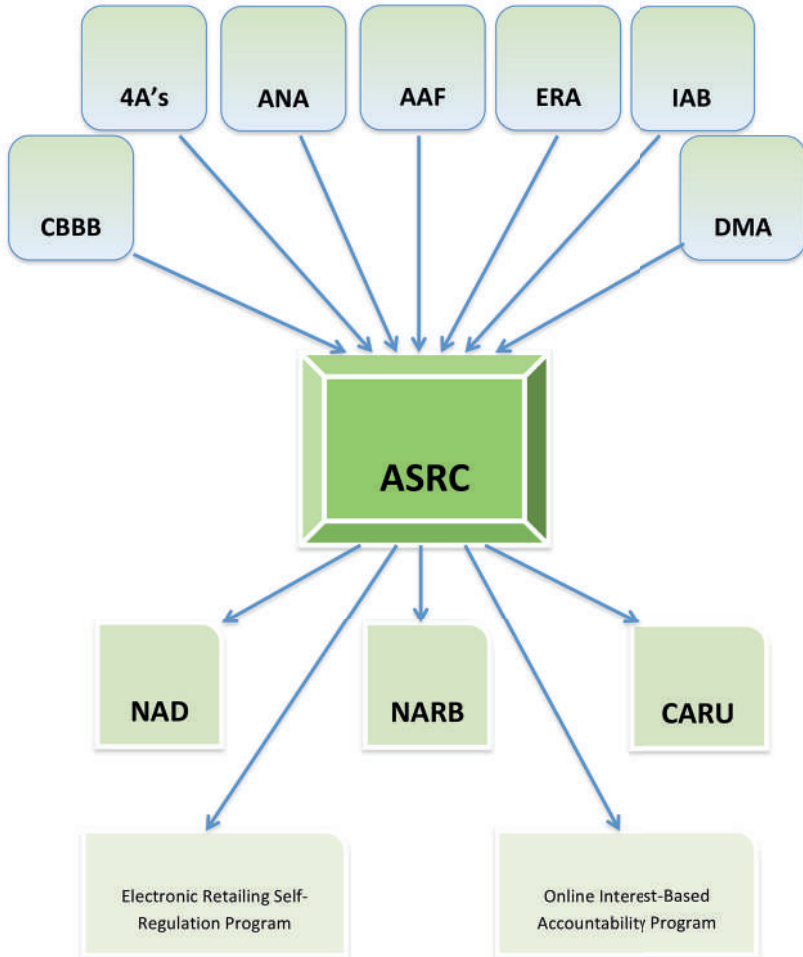 4A’s
ANA
AAF
ERA
IAB
CBBB
DMA
ASRC
NAD
NARB
CARU
Electronic Retailing Self-
Regulation Program
Online Interest-Based
Accountability Program